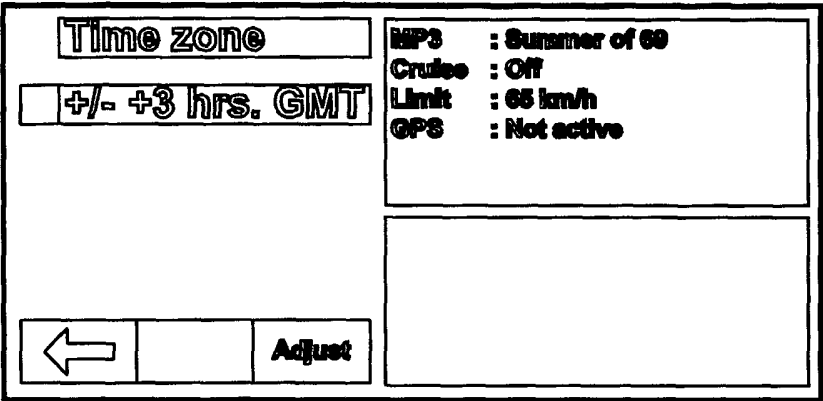 Time zone
+/- +3 hrs. GMT
MP3 : Summer of 69
Cruise : Off
Limit : 65 km/h
GPS : Not active
Adjust